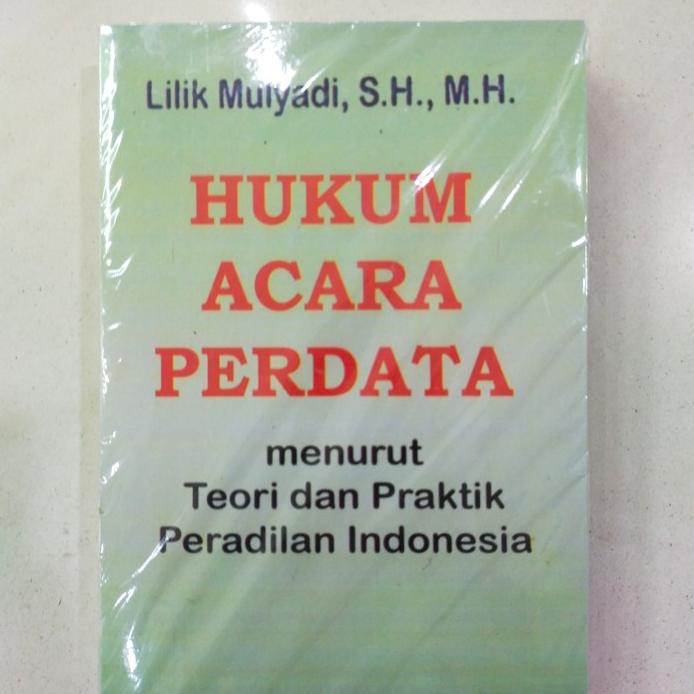 Lilik Mulyadi, S.H., M.H.
HUKUM
ACARA
PERDATA
menurut
Teori dan Praktik
Peradilan Indonesia